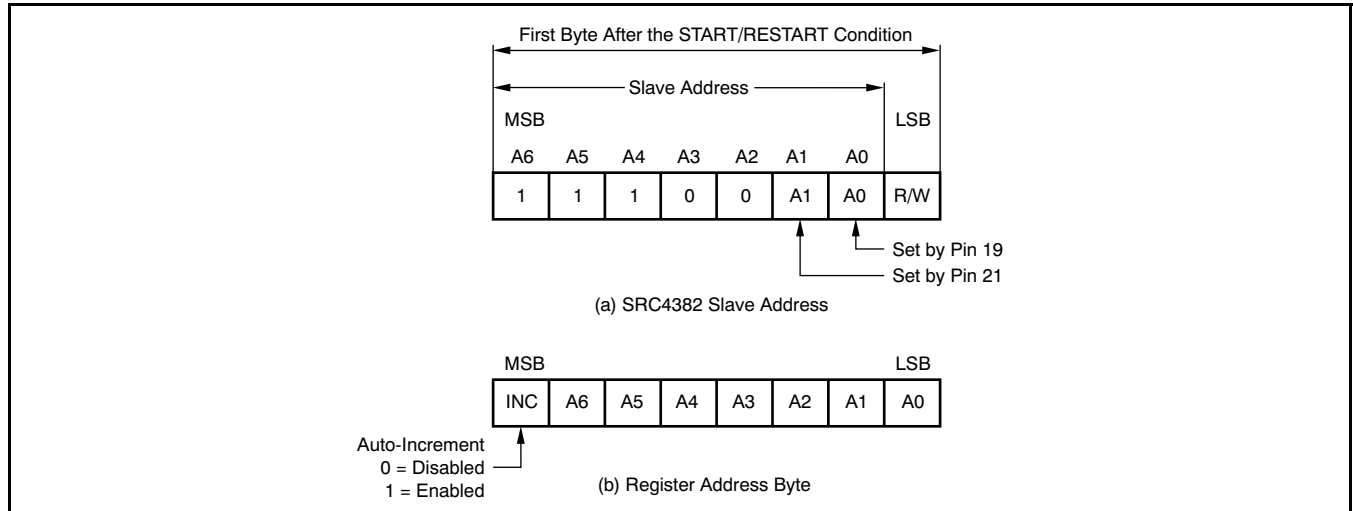 First Byte After the START/RESTART Condition
Slave Address
MSB LSB
A6 A5 A4 A3 A2 A1 A0
1 1 1 0 0 A1 A0 R/W
Set by Pin 19
Set by Pin 21
(a) SRC4382 Slave Address
MSB LSB
INC A6 A5 A4 A3 A2 A1 A0
Auto-Increment
0 = Disabled
1 = Enabled
(b) Register Address Byte